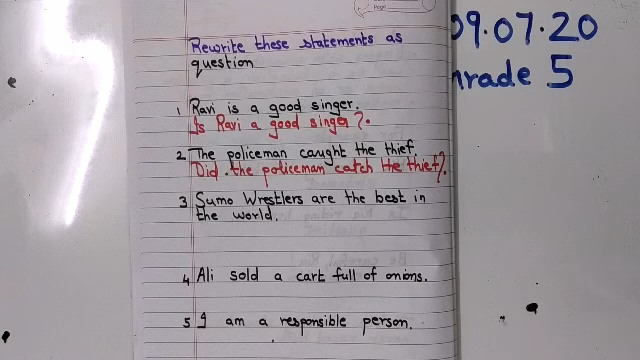 Page
09.07.20
Grade 5
Rewrite these statements as
question
1 Ravi is a good singer.
Is Ravi a good singer?.
2 The policeman caught the thief.
Did . the policeman catch the thief?.
3 Sumo Wrestlers are the best in
the world.
4 Ali sold a cart full of onions.
5 I am a responsible person.